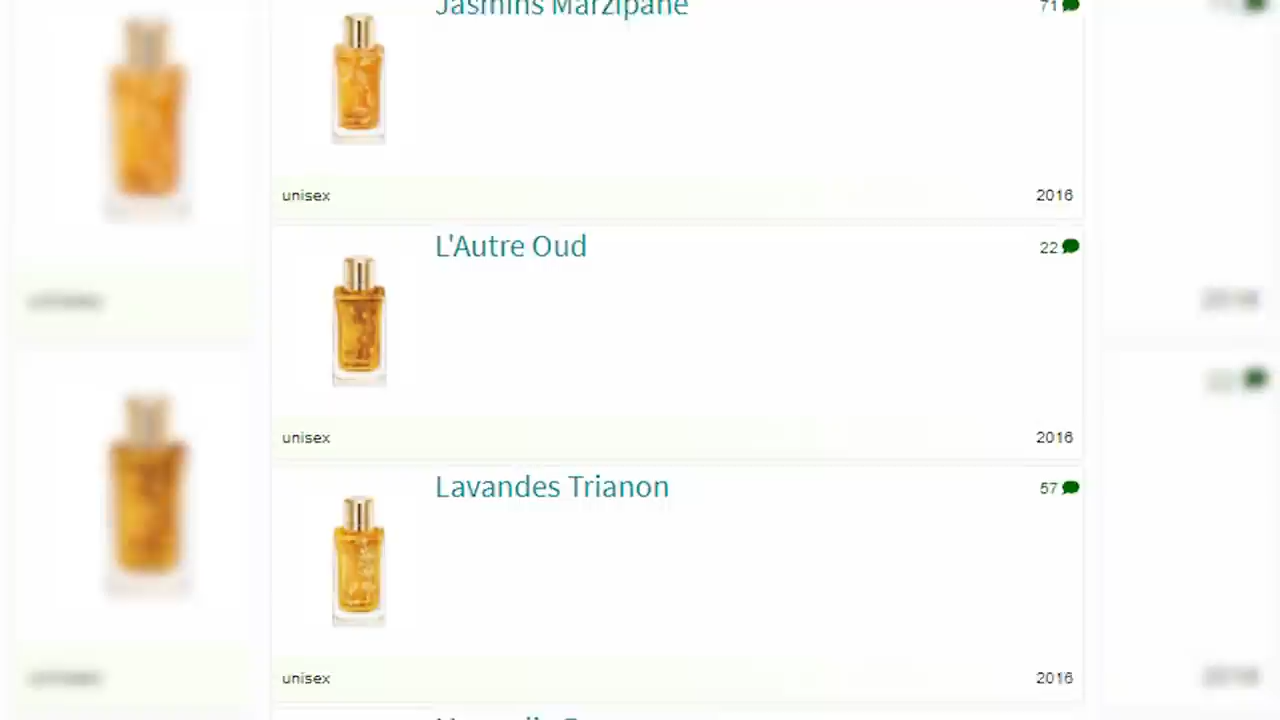 Jasmins Marzipane
71
unisex
2016
L'Autre Oud
22
unisex
2016
Lavandes Trianon
57
unisex
2016